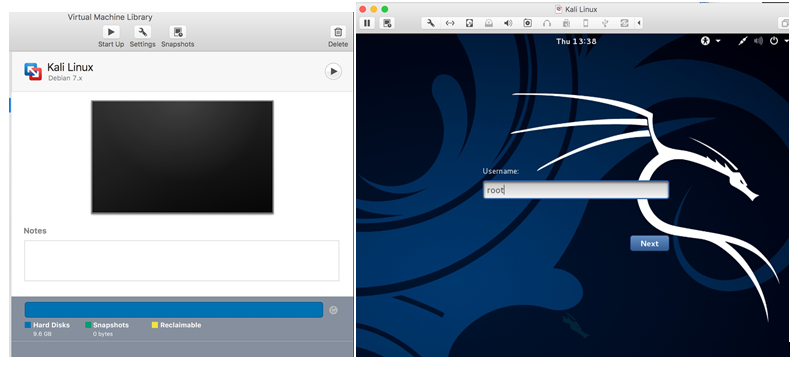 Virtual Machine Library
Start Up Settings Snapshots Delete
Kali Linux
Debian 7.x
Notes
Hard Disks Snapshots Reclaimable
9.6 GB 0 bytes
Kali Linux
Thu 13:38
Username:
root
Next